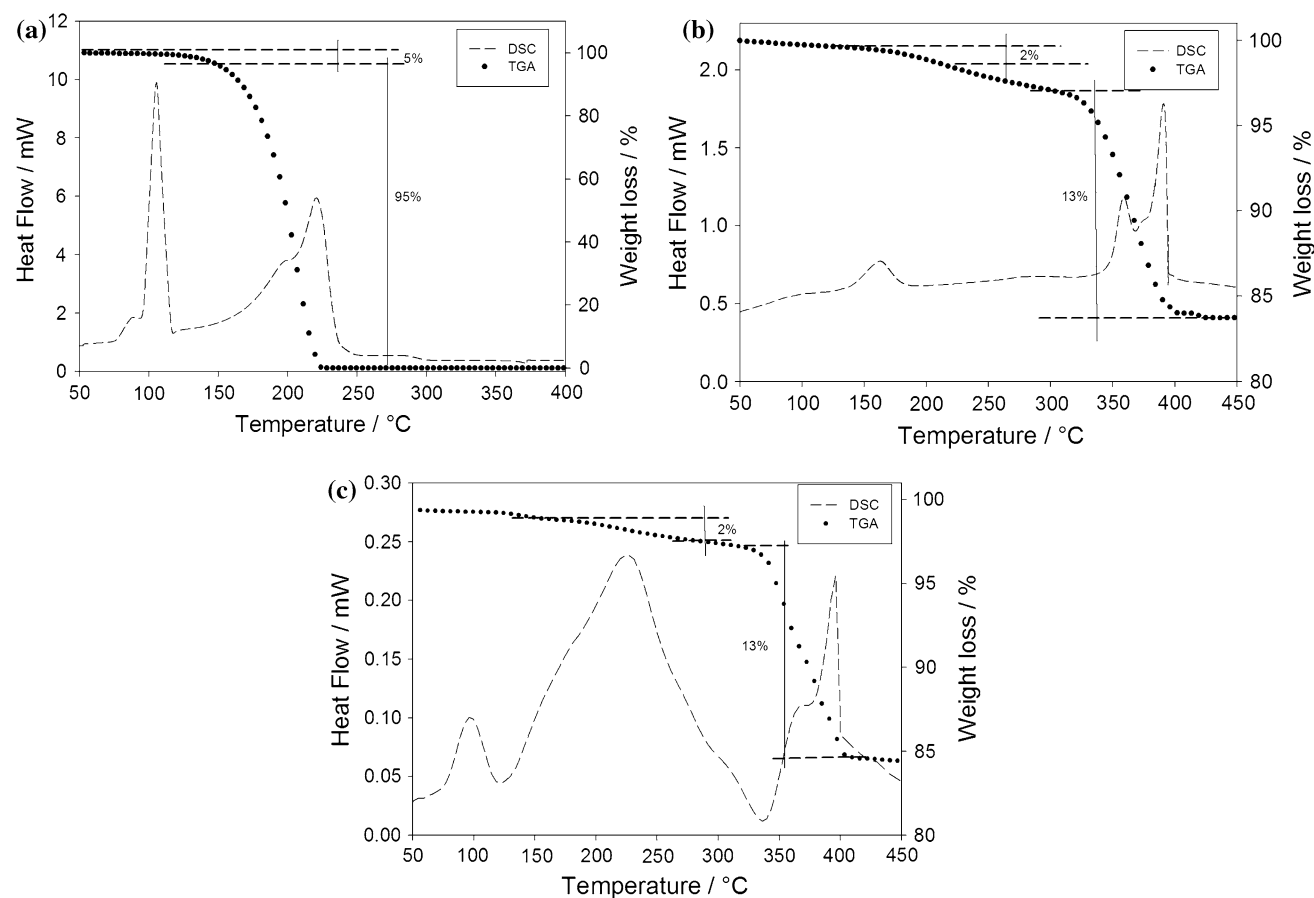 (a)
12
10
8
6
4
2
0
Heat Flow / mW
100
80
60
40
20
0
Weight loss / %
5%
95%
DSC
TGA
50 100 150 200 250 300 350 400
Temperature / °C
(b)
2.0
1.5
1.0
0.5
0.0
Heat Flow / mW
100
95
90
85
80
Weight loss / %
2%
13%
DSC
TGA
50 100 150 200 250 300 350 400 450
Temperature / °C
(c)
0.30
0.25
0.20
0.15
0.10
0.05
0.00
Heat Flow / mW
100
95
90
85
80
Weight loss / %
2%
13%
DSC
TGA
50 100 150 200 250 300 350 400 450
Temperature / °C